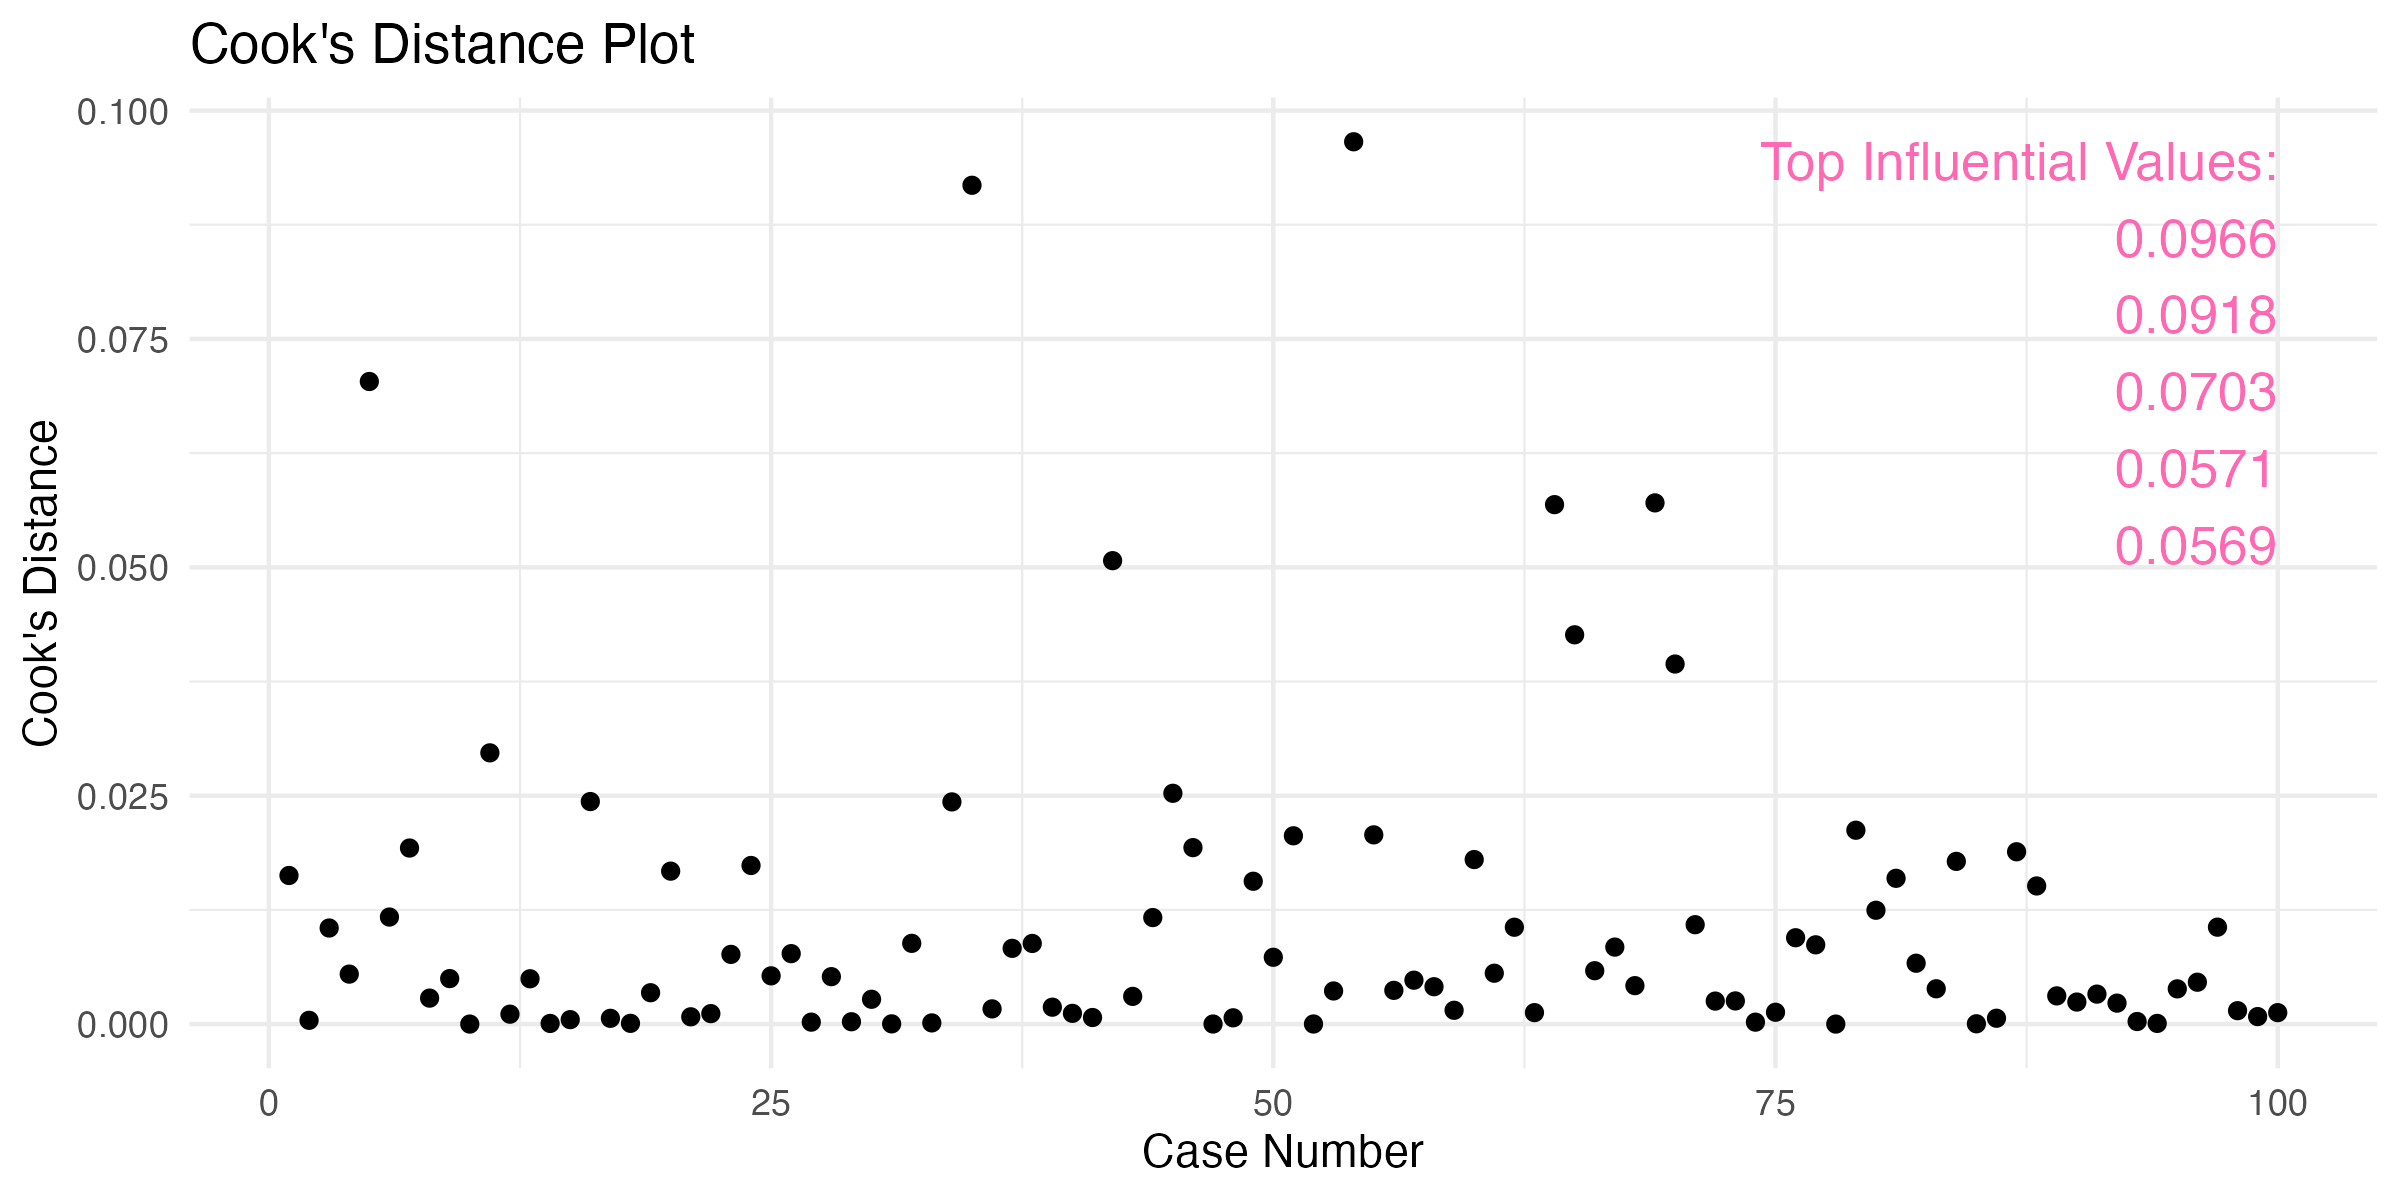 Cook's Distance Plot
0.100
0.075
0.050
0.025
0.000
Cook's Distance
Top Influential Values:
0.0966
0.0918
0.0703
0.0571
0.0569
0 25 50 75 100
Case Number